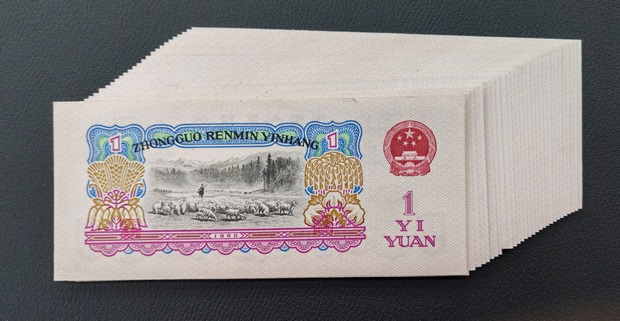 ZHONGGUO RENMIN YINHANG
1
1
1960
1
YI
YUAN